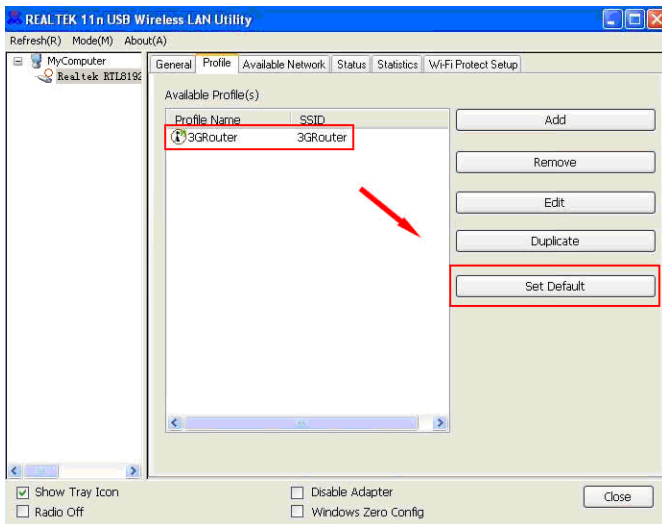 REALTEK 11n USB Wireless LAN Utility
Refresh(R) Mode(M) About(A)
MyComputer
Realtek RTL8192
General Profile Available Network Status Statistics Wi-Fi Protect Setup
Available Profile(s)
Profile Name SSID
3GRouter 3GRouter
Add
Remove
Edit
Duplicate
Set Default
Show Tray Icon
Radio Off
Disable Adapter
Windows Zero Config
Close